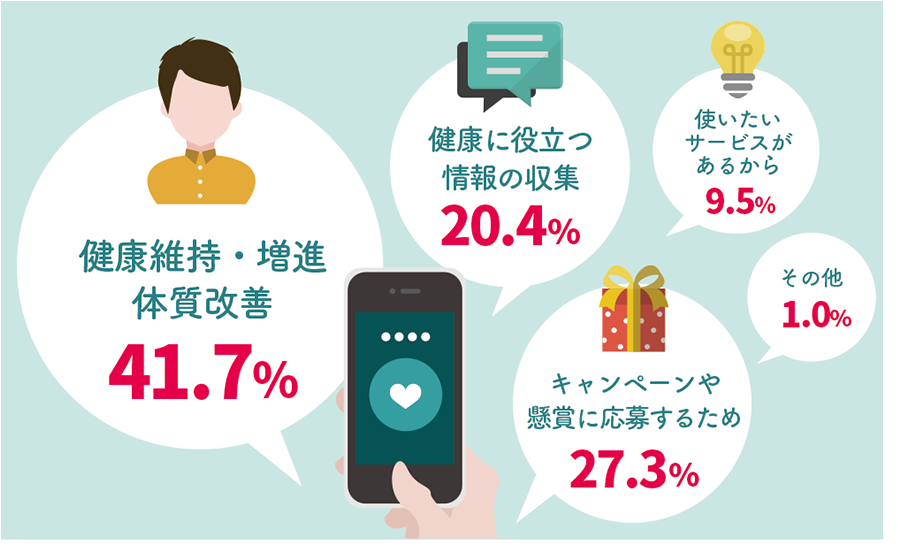 健康維持・増進
体質改善
41.7%
健康に役立つ
情報の収集
20.4%
使いたい
サービスが
あるから
9.5%
その他
1.0%
キャンペーンや
懸賞に応募するため
27.3%